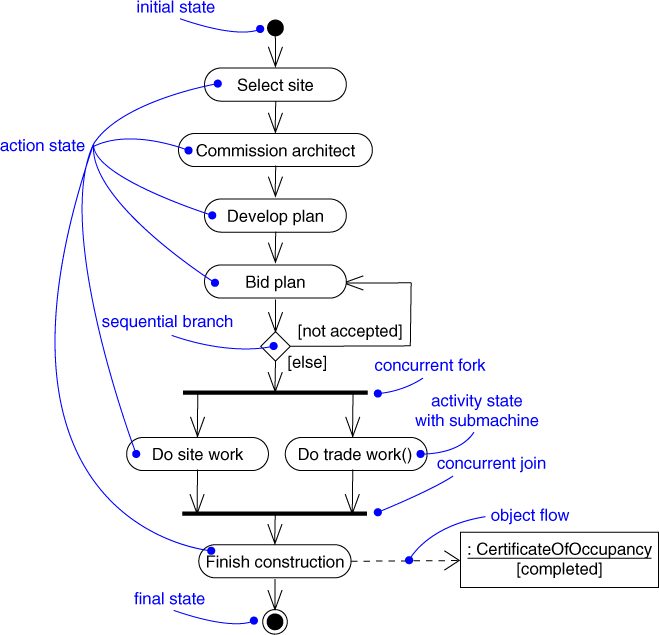 initial state
Select site
action state
Commission architect
Develop plan
Bid plan
sequential branch
[not accepted]
[else]
concurrent fork
activity state
with submachine
Do site work
Do trade work()
concurrent join
object flow
: CertificateOfOccupancy
[completed]
Finish construction
final state